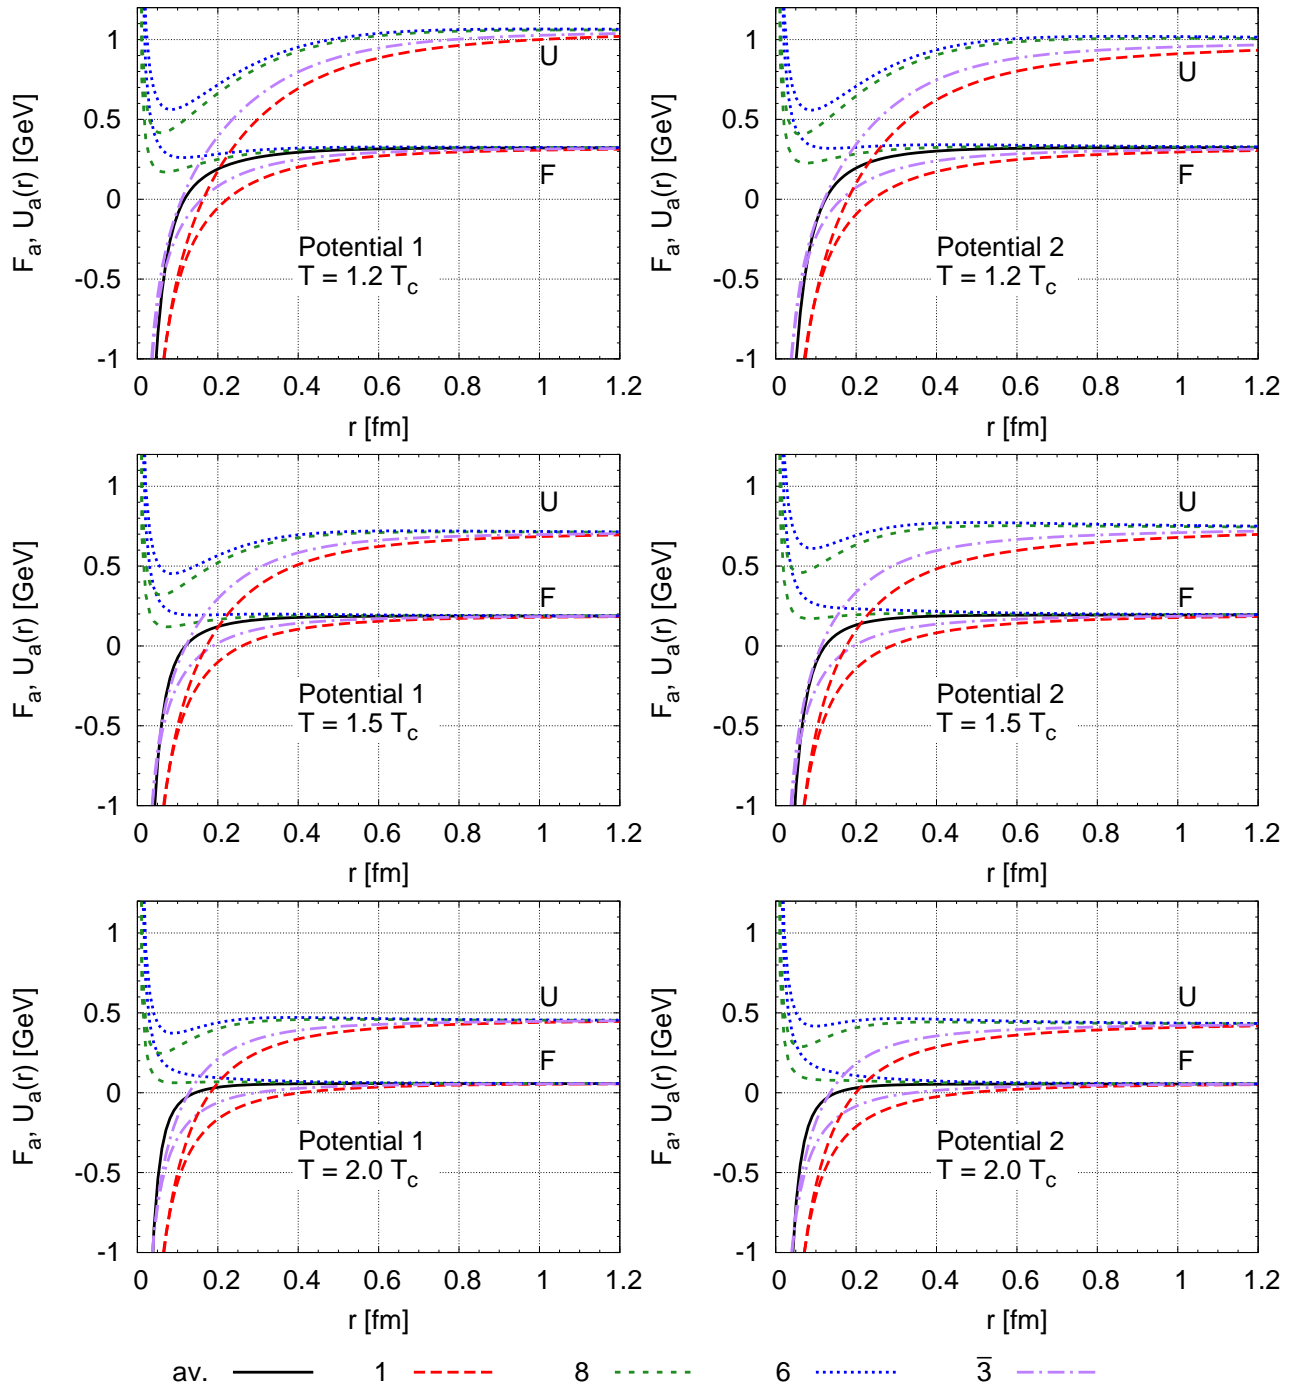 F_a, U_a(r) [GeV]
1
0.5
0
-0.5
-1
U
F
Potential 1
T = 1.2 T_c
0 0.2 0.4 0.6 0.8 1 1.2
r [fm]
F_a, U_a(r) [GeV]
1
0.5
0
-0.5
-1
U
F
Potential 2
T = 1.2 T_c
0 0.2 0.4 0.6 0.8 1 1.2
r [fm]
F_a, U_a(r) [GeV]
1
0.5
0
-0.5
-1
U
F
Potential 1
T = 1.5 T_c
0 0.2 0.4 0.6 0.8 1 1.2
r [fm]
F_a, U_a(r) [GeV]
1
0.5
0
-0.5
-1
U
F
Potential 2
T = 1.5 T_c
0 0.2 0.4 0.6 0.8 1 1.2
r [fm]
F_a, U_a(r) [GeV]
1
0.5
0
-0.5
-1
U
F
Potential 1
T = 2.0 T_c
0 0.2 0.4 0.6 0.8 1 1.2
r [fm]
F_a, U_a(r) [GeV]
1
0.5
0
-0.5
-1
U
F
Potential 2
T = 2.0 T_c
0 0.2 0.4 0.6 0.8 1 1.2
r [fm]
av. 1 8 6 3̅